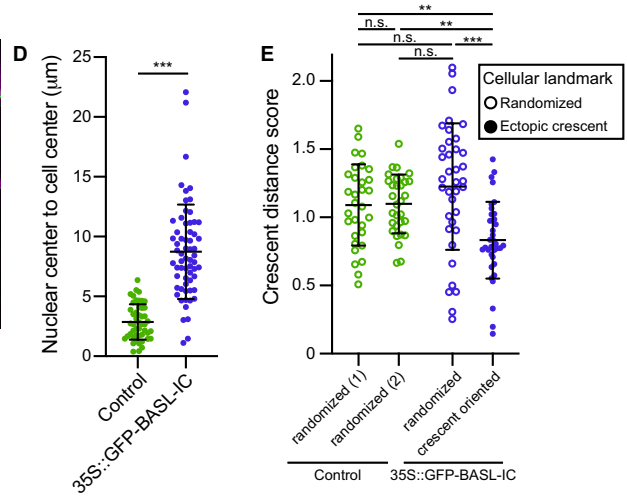 D
Nuclear center to cell center (μm)
25
20
15
10
5
0
***
Control
35S::GFP-BASL-IC
E
Crescent distance score
2.0
1.5
1.0
0.5
0
**
n.s.
**
n.s.
***
n.s.
Cellular landmark
Randomized
Ectopic crescent
randomized (1)
randomized (2)
randomized
crescent oriented
Control
35S::GFP-BASL-IC